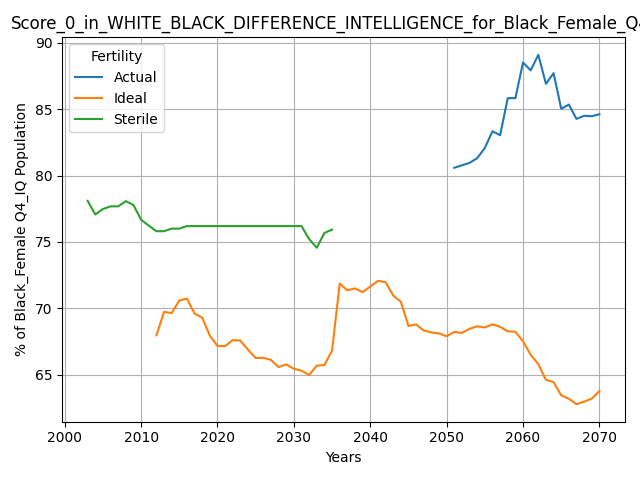 Score_0_in_WHITE_BLACK_DIFFERENCE_INTELLIGENCE_for_Black_Female_Q4
Fertility
Actual
Ideal
Sterile
% of Black_Female Q4_IQ Population
90
85
80
75
70
65
2000 2010 2020 2030 2040 2050 2060 2070
Years